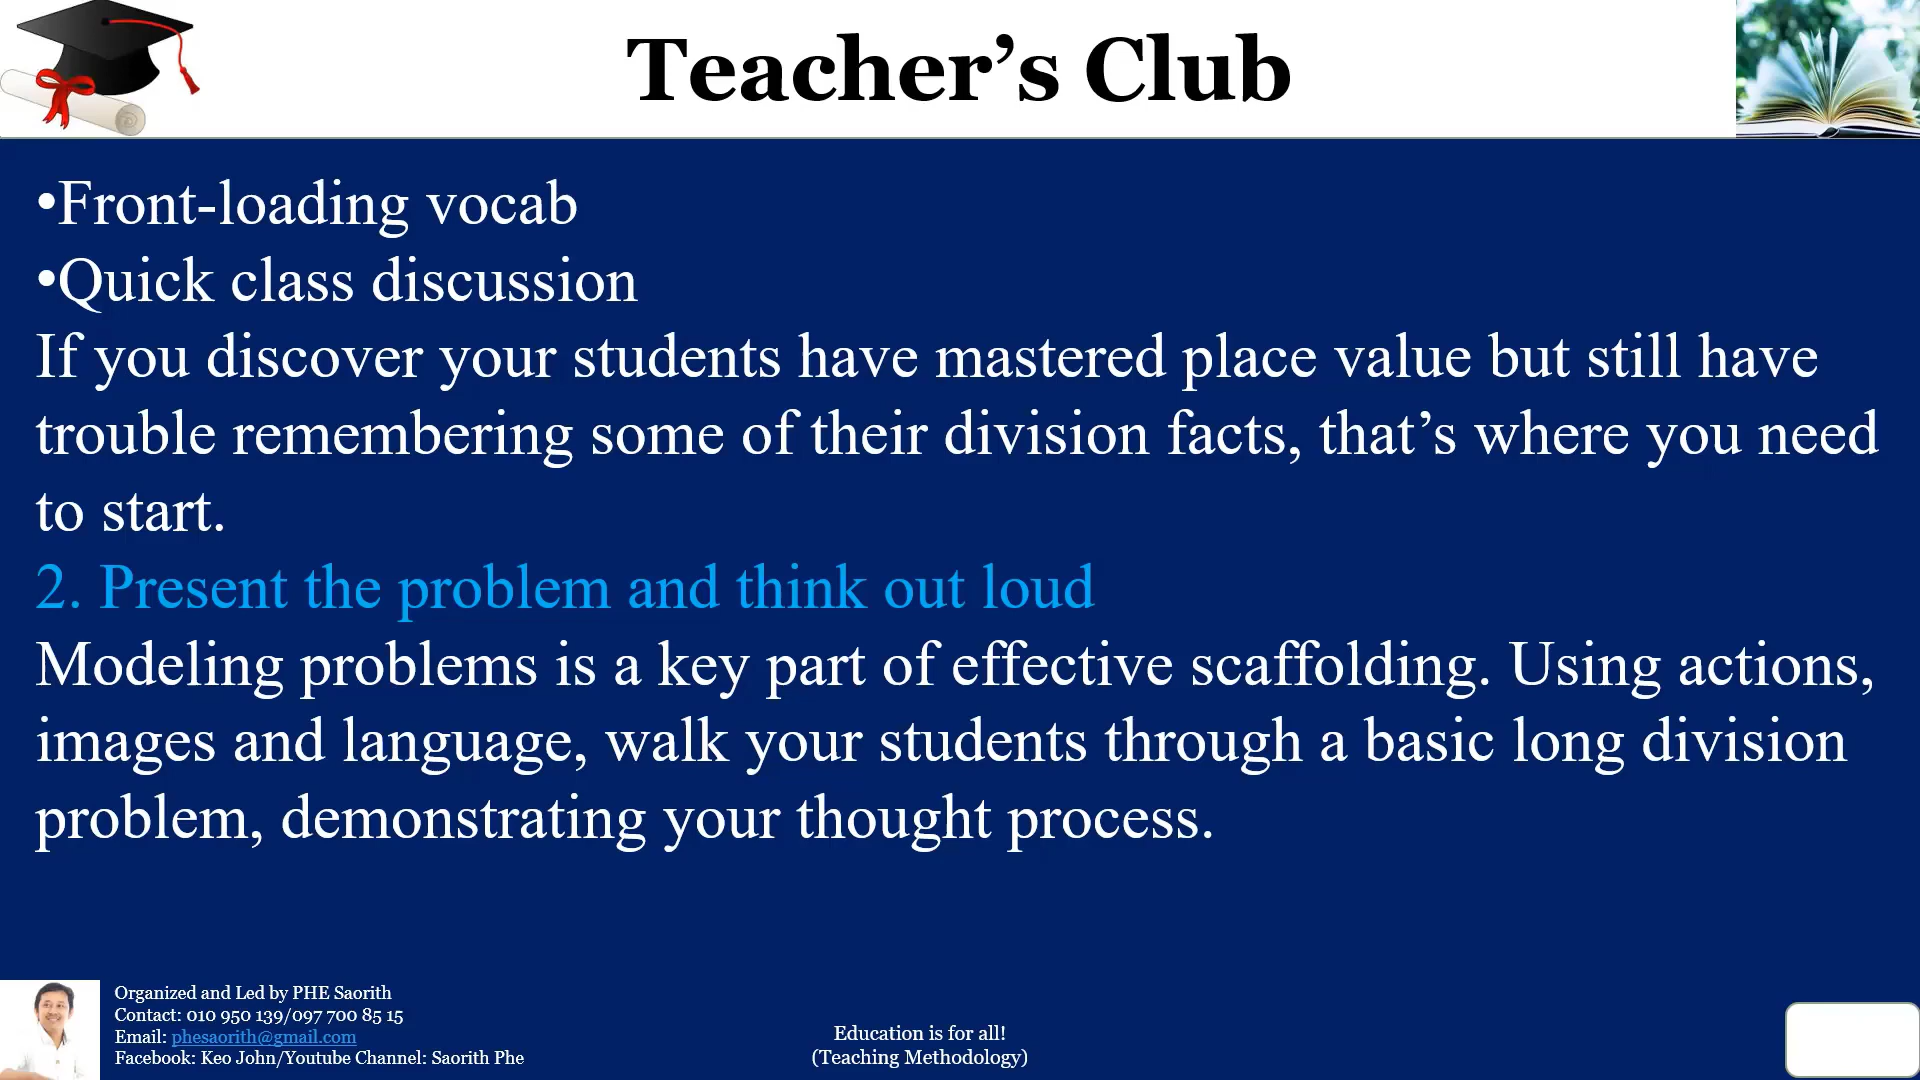 Teacher’s Club
•Front-loading vocab
•Quick class discussion
If you discover your students have mastered place value but still have
trouble remembering some of their division facts, that’s where you need
to start.
2. Present the problem and think out loud
Modeling problems is a key part of effective scaffolding. Using actions,
images and language, walk your students through a basic long division
problem, demonstrating your thought process.
Organized and Led by PHE Saorith
Contact: 010 950 139/097 700 85 15
Email: phesaorith@gmail.com
Facebook: Keo John/Youtube Channel: Saorith Phe
Education is for all!
(Teaching Methodology)